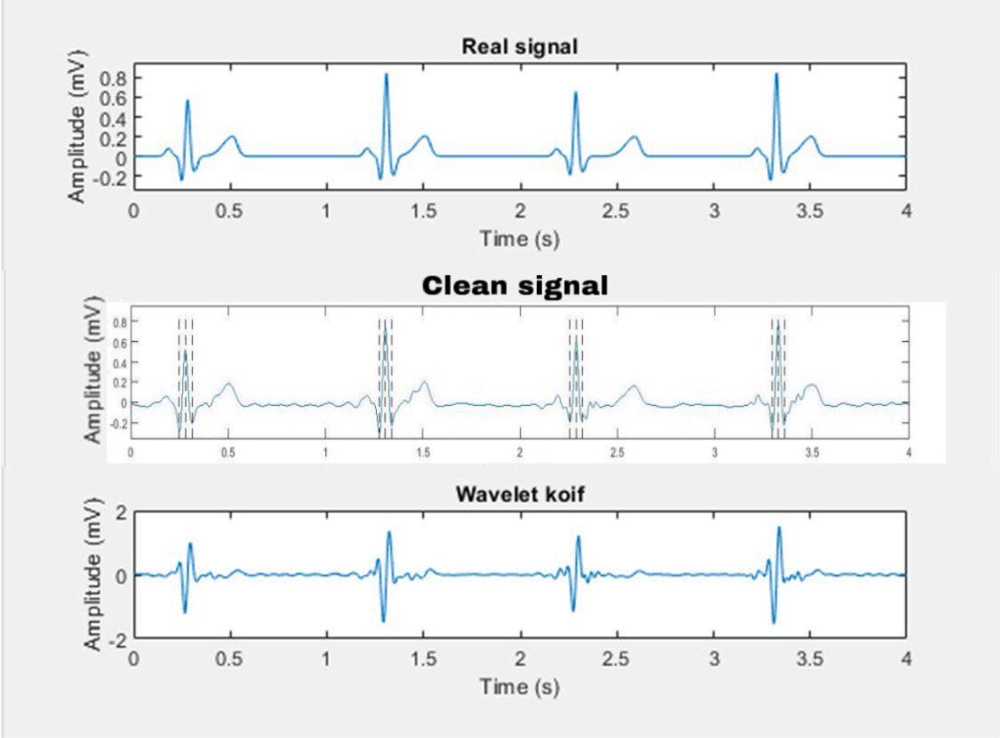 Real signal
Amplitude (mV)
0.8
0.6
0.4
0.2
0
-0.2
0 0.5 1 1.5 2 2.5 3 3.5 4
Time (s)
Clean signal
Amplitude (mV)
0.8
0.6
0.4
0.2
0
-0.2
0 0.5 1 1.5 2 2.5 3 3.5 4
Wavelet koif
Amplitude (mV)
2
0
-2
0 0.5 1 1.5 2 2.5 3 3.5 4
Time (s)